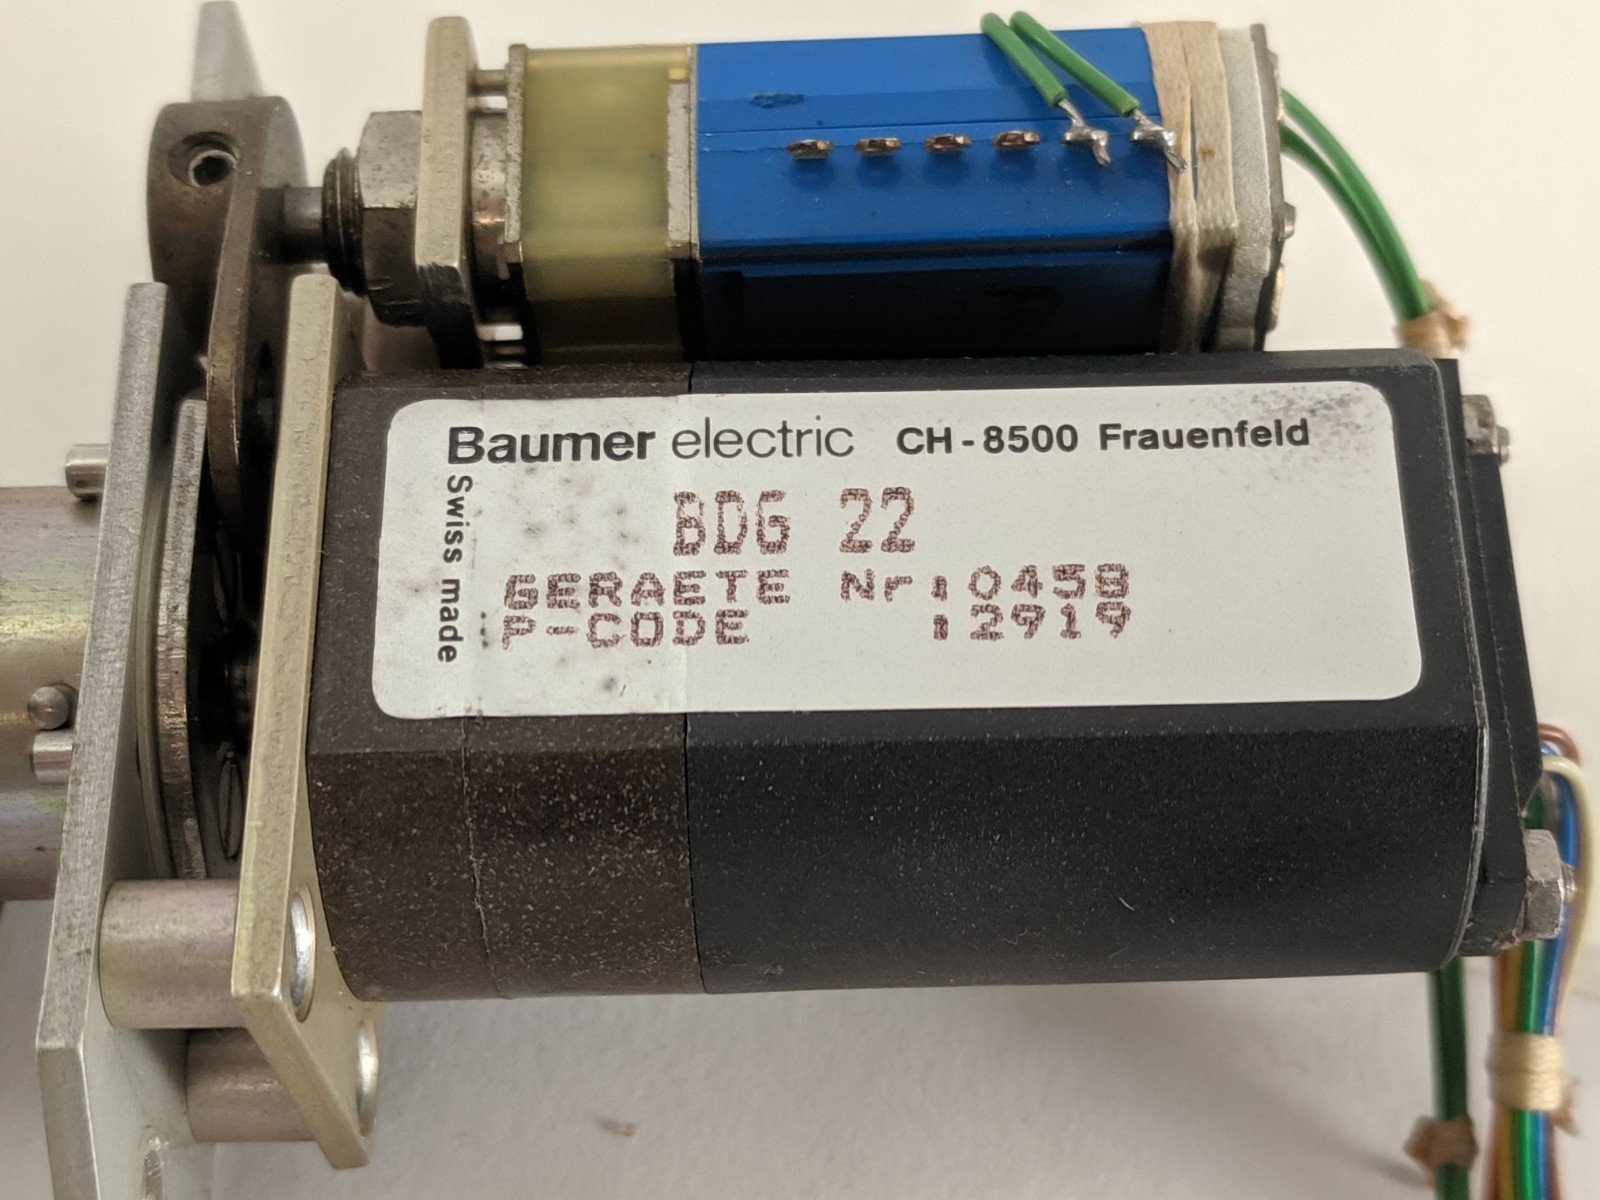 Baumer electric CH-8500 Frauenfeld
Swiss made
BDG 22
GERAETE Nr:0458
P-CODE :2919